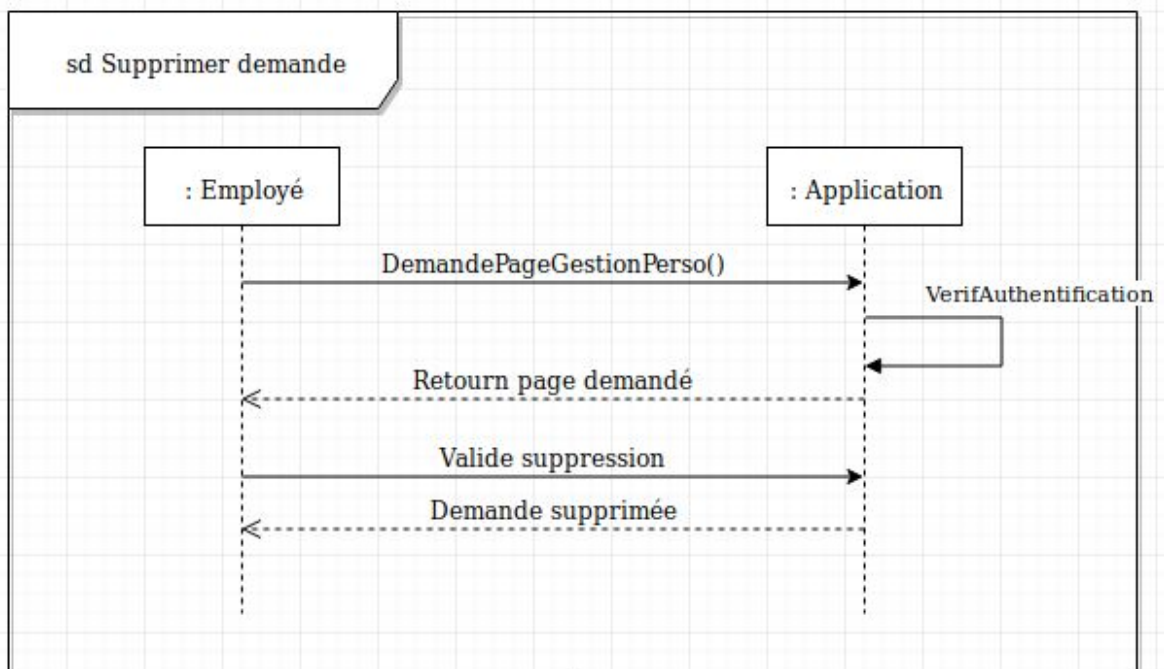 sd Supprimer demande
: Employé
: Application
DemandePageGestionPerso()
VerifAuthentification
Retourn page demandé
Valide suppression
Demande supprimée